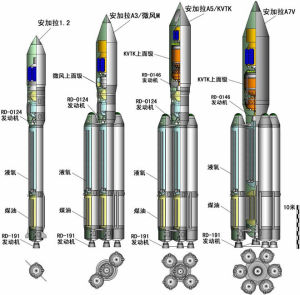 安加拉1.2
安加拉A3/微风M
安加拉A5/KVTK
安加拉A7V
微风上面级
KVTK上面级
KVTK上面级
RD-0124
发动机
RD-0124
发动机
RD-0146
发动机
RD-0146
发动机
液氧
液氧
液氧
液氧
煤油
煤油
煤油
煤油
10米
RD-191
发动机
RD-191
发动机
RD-191
发动机
RD-191
发动机